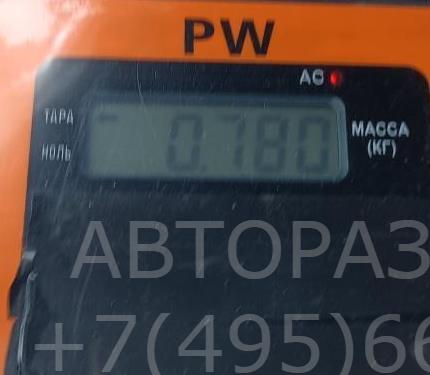 PW
AC
ТАРА
0.780
МАССА
(КГ)
НОЛЬ
АВТОРАЗ
+7(495)66